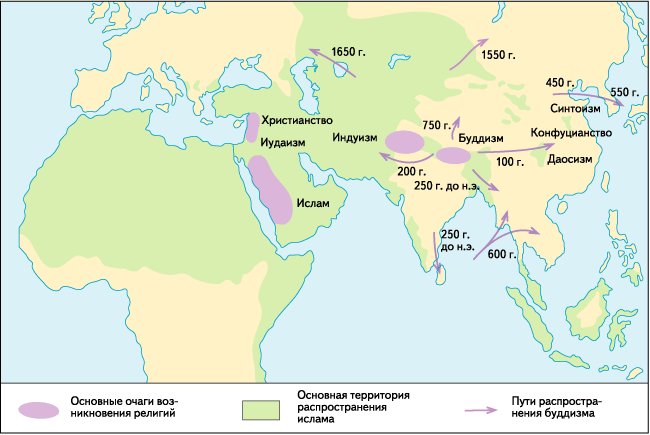 1650 г.
1550 г.
450 г.
550 г.
Синтоизм
Христианство
750 г.
Иудаизм
Индуизм
Буддизм
Конфуцианство
100 г.
Даосизм
200 г.
250 г. до н.э.
Ислам
250 г.
до н.э.
600 г.
Основные очаги воз-
никновения религий
Основная территория
распространения
ислама
Пути распростра-
нения буддизма